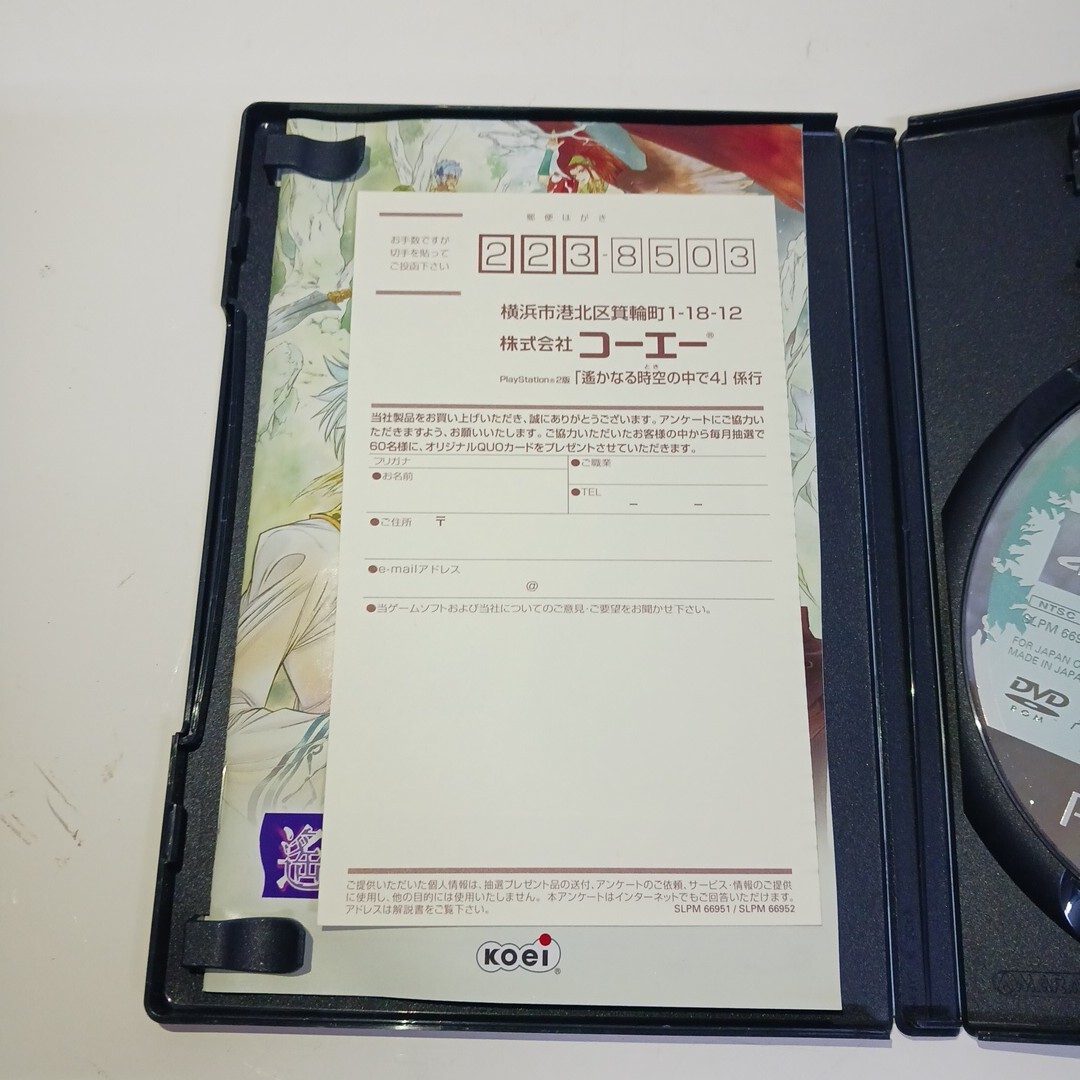 郵便はがき
お手数ですが
切手を貼って
ご投函下さい
223-8503
横浜市港北区箕輪町1-18-12
株式会社 コーエー®
とき
PlayStation®2版「遙かなる時空の中で4」係行
当社製品をお買い上げいただき、誠にありがとうございます。アンケートにご協力い
ただきますよう、お願いいたします。ご協力いただいたお客様の中から毎月抽選で
60名様に、オリジナルQUOカードをプレゼントさせていただきます。
フリガナ
●お名前
●ご職業
●TEL － －
●ご住所 〒
●e-mailアドレス
@
●当ゲームソフトおよび当社についてのご意見・ご要望をお聞かせ下さい。
ご提供いただいた個人情報は、抽選プレゼント品の送付、アンケートのご依頼、サービス・情報のご提供
に使用し、他の目的には使用いたしません。本アンケートはインターネットでもご回答いただけます。
アドレスは解説書をご覧下さい。 SLPM 66951 / SLPM 66952
遙
KOEI®
NTSC
SLPM 669
FOR JAPAN O
MADE IN JAPA
DVD
ROM